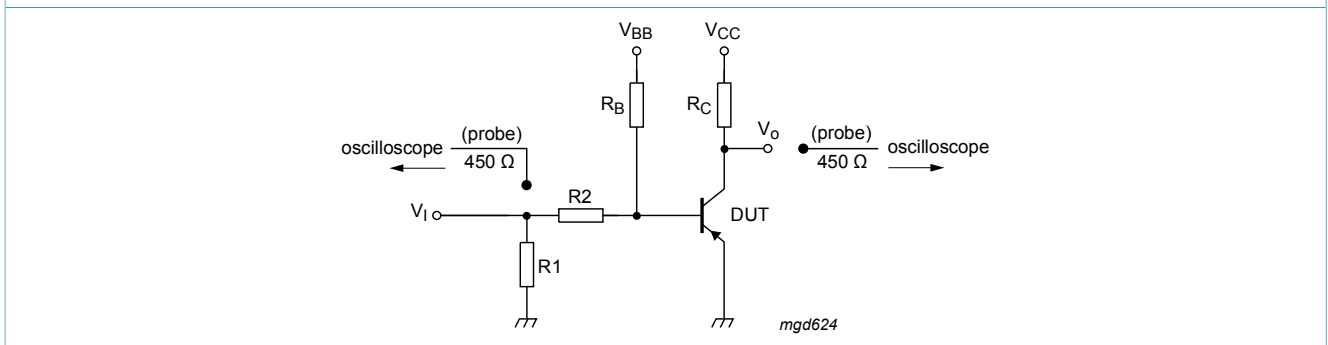 VBB
VCC
RB
RC
Vo
(probe)
450 Ω
oscilloscope
(probe)
450 Ω
oscilloscope
R2
VI
DUT
R1
mgd624